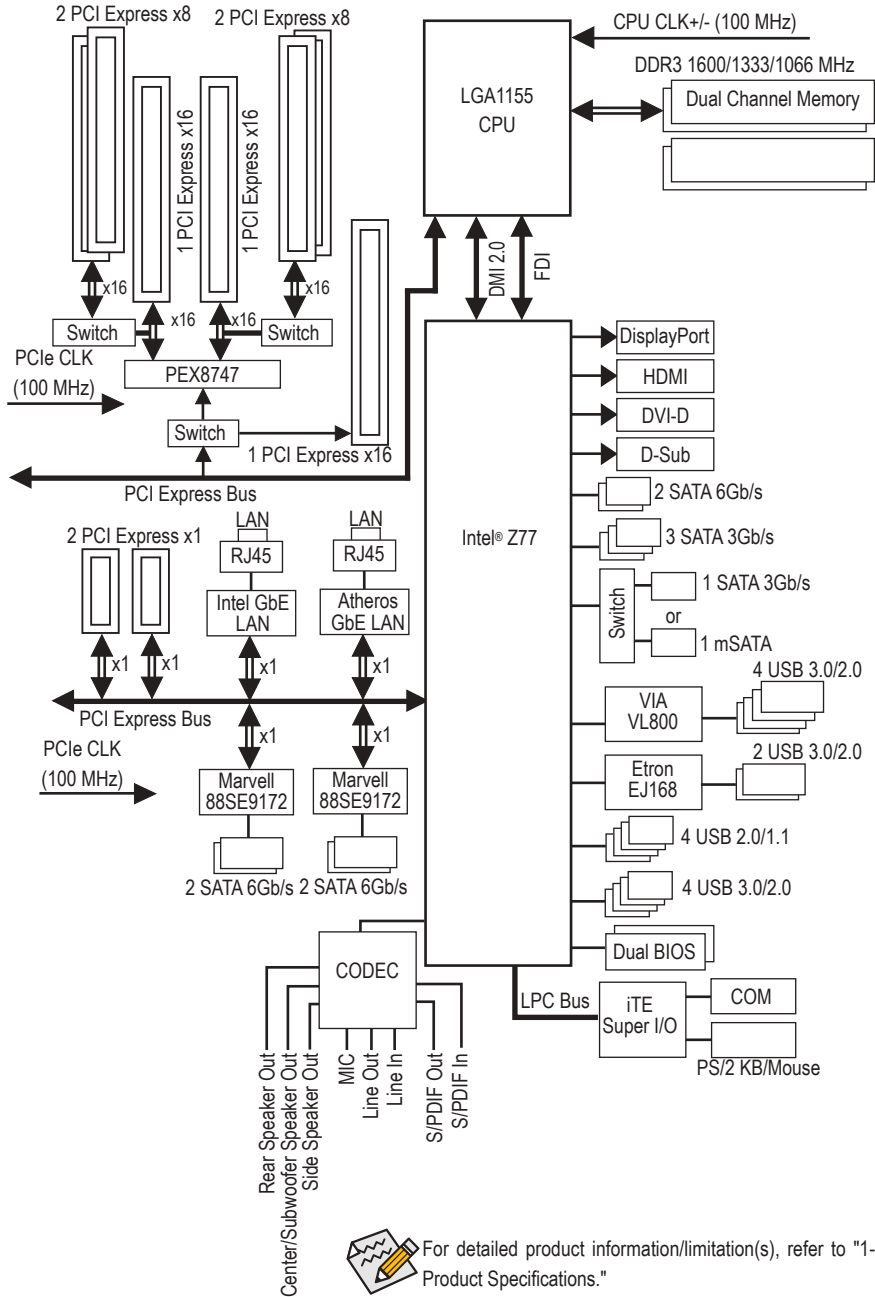 2 PCI Express x8
2 PCI Express x8
CPU CLK+/- (100 MHz)
DDR3 1600/1333/1066 MHz
LGA1155
CPU
Dual Channel Memory
1 PCI Express x16
1 PCI Express x16
DMI 2.0
FDI
x16
x16
x16
x16
Switch
Switch
PCIe CLK
(100 MHz)
PEX8747
Switch
1 PCI Express x16
PCI Express Bus
DisplayPort
HDMI
DVI-D
D-Sub
2 SATA 6Gb/s
Intel® Z77
3 SATA 3Gb/s
Switch
1 SATA 3Gb/s
or
1 mSATA
2 PCI Express x1
LAN
RJ45
LAN
RJ45
Intel GbE
LAN
Atheros
GbE LAN
x1
x1
x1
x1
PCI Express Bus
PCIe CLK
(100 MHz)
x1
x1
Marvell
88SE9172
Marvell
88SE9172
2 SATA 6Gb/s
2 SATA 6Gb/s
VIA
VL800
4 USB 3.0/2.0
Etron
EJ168
2 USB 3.0/2.0
4 USB 2.0/1.1
4 USB 3.0/2.0
Dual BIOS
CODEC
LPC Bus
iTE
Super I/O
COM
PS/2 KB/Mouse
Rear Speaker Out
Center/Subwoofer Speaker Out
Side Speaker Out
MIC
Line Out
Line In
S/PDIF Out
S/PDIF In
For detailed product information/limitation(s), refer to "1-
Product Specifications."